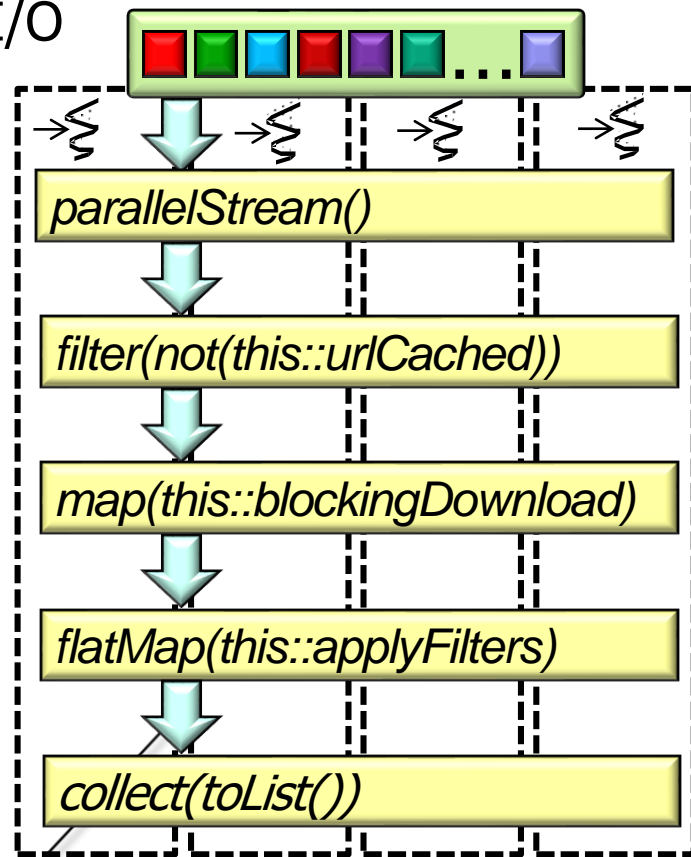 I/O
...
parallelStream()
filter(not(this::urlCached))
map(this::blockingDownload)
flatMap(this::applyFilters)
collect(toList())